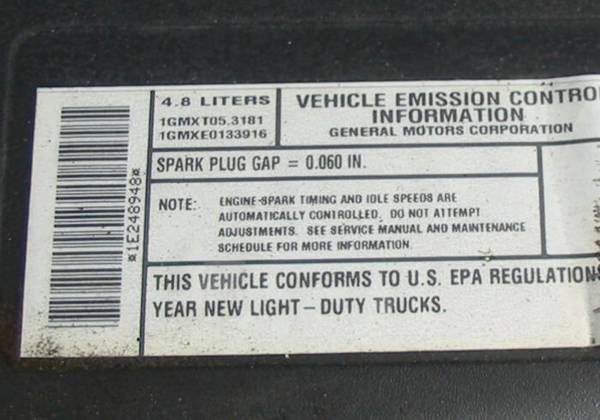 4.8 LITERS
1GMXT05.3181
1GMXE0133916
VEHICLE EMISSION CONTRO
INFORMATION
GENERAL MOTORS CORPORATION
SPARK PLUG GAP = 0.060 IN.
NOTE: ENGINE-SPARK TIMING AND IDLE SPEEDS ARE
AUTOMATICALLY CONTROLLED. DO NOT ATTEMPT
ADJUSTMENTS. SEE SERVICE MANUAL AND MAINTENANCE
SCHEDULE FOR MORE INFORMATION
THIS VEHICLE CONFORMS TO U.S. EPA REGULATIONS
YEAR NEW LIGHT-DUTY TRUCKS.
*1E248948*